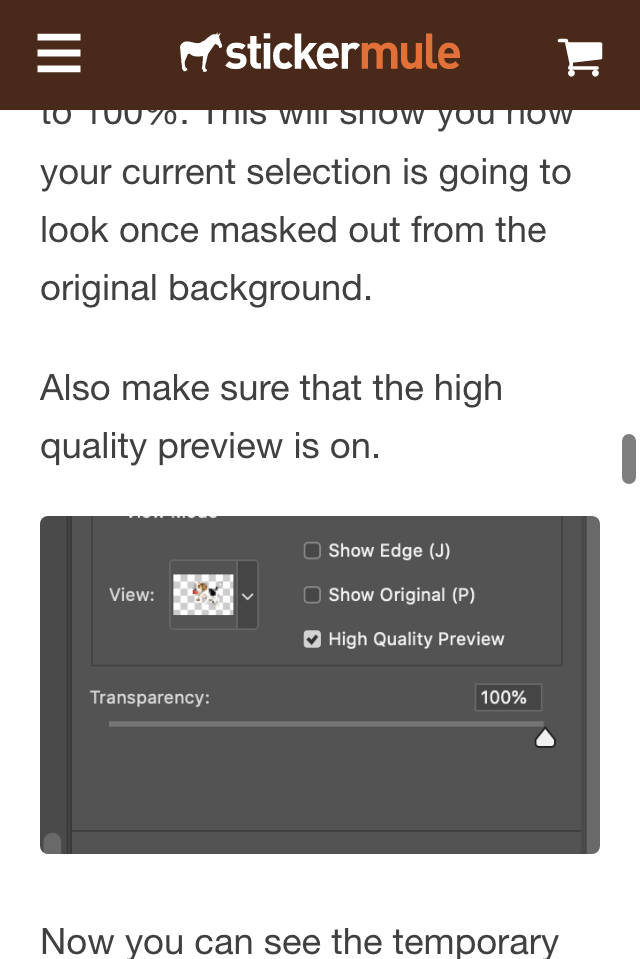 stickermule
to 100%. This will show you how
your current selection is going to
look once masked out from the
original background.
Also make sure that the high
quality preview is on.
View Mode
Show Edge (J)
View:
Show Original (P)
High Quality Preview
Transparency:
100%
Now you can see the temporary